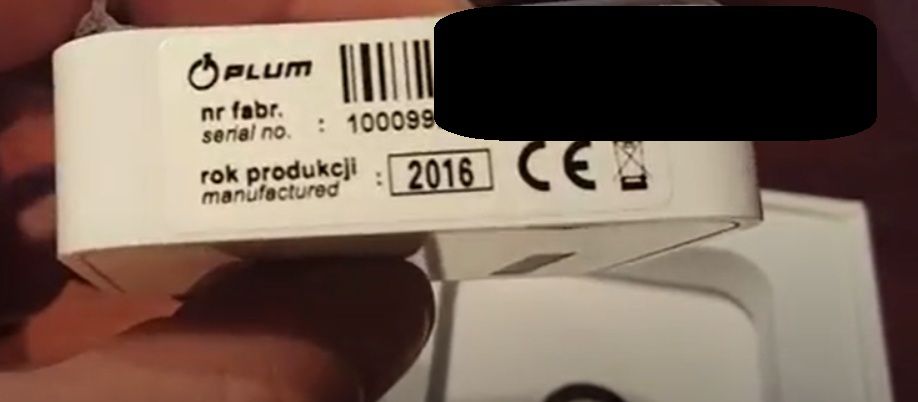 PLUM
nr fabr.
serial no. : 100099
rok produkcji
manufactured : 2016
CE